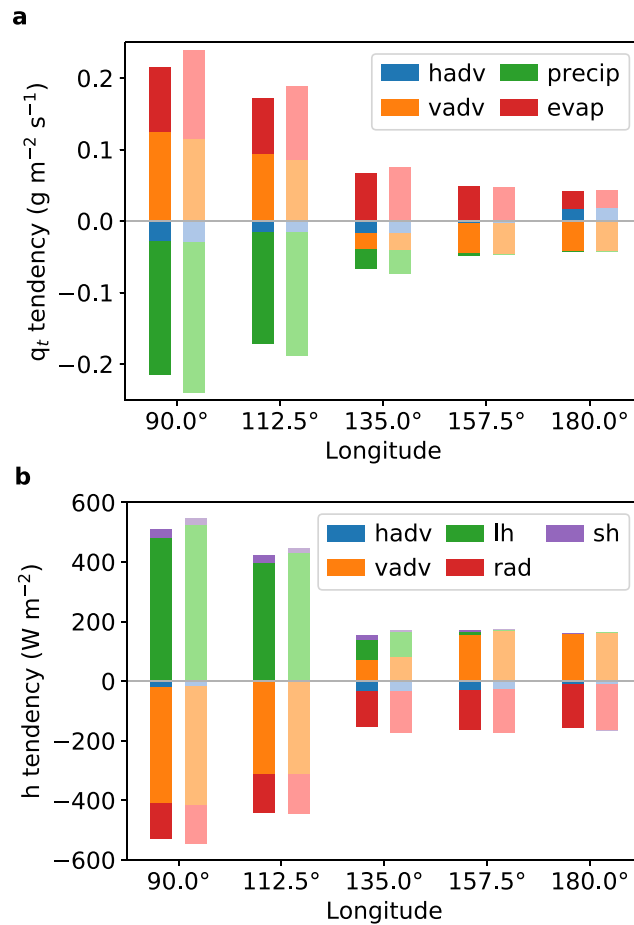 a
q_t tendency (g m⁻² s⁻¹)
0.2
0.1
0.0
−0.1
−0.2
hadv precip
vadv evap
90.0° 112.5° 135.0° 157.5° 180.0°
Longitude
b
h tendency (W m⁻²)
600
400
200
0
−200
−400
−600
hadv lh sh
vadv rad
90.0° 112.5° 135.0° 157.5° 180.0°
Longitude